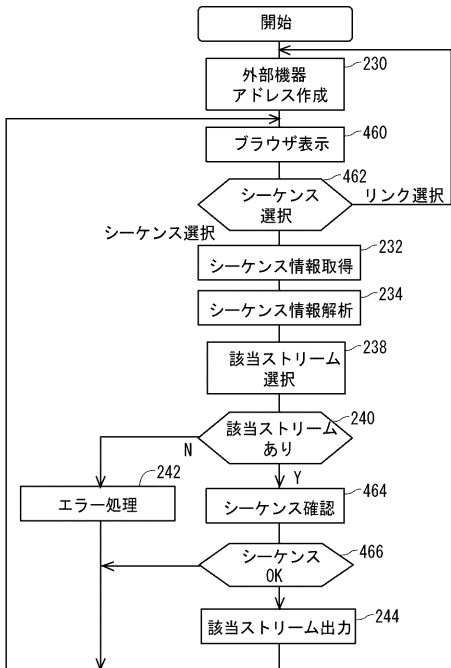 開始
外部機器
アドレス作成
230
ブラウザ表示
460
シーケンス
選択
462
リンク選択
シーケンス選択
シーケンス情報取得
232
シーケンス情報解析
234
該当ストリーム
選択
238
該当ストリーム
あり
240
N
Y
エラー処理
242
シーケンス確認
464
シーケンス
OK
466
該当ストリーム出力
244